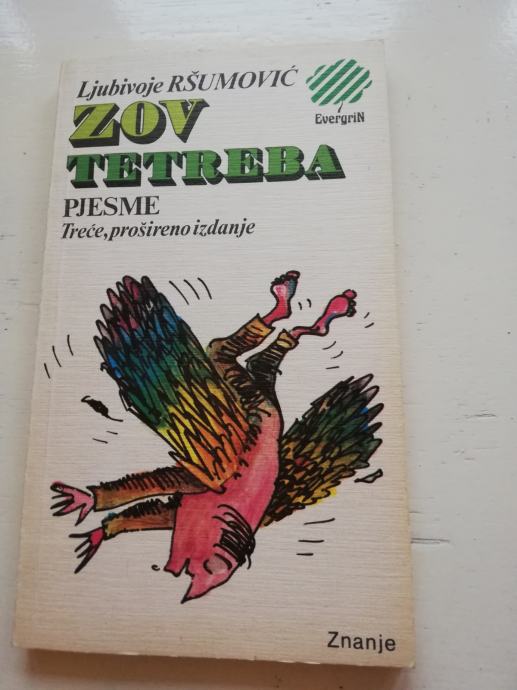 Ljubivoje RŠUMOVIĆ
ZOV
TETREBA
EvergriN
PJESME
Treće, prošireno izdanje
Znanje